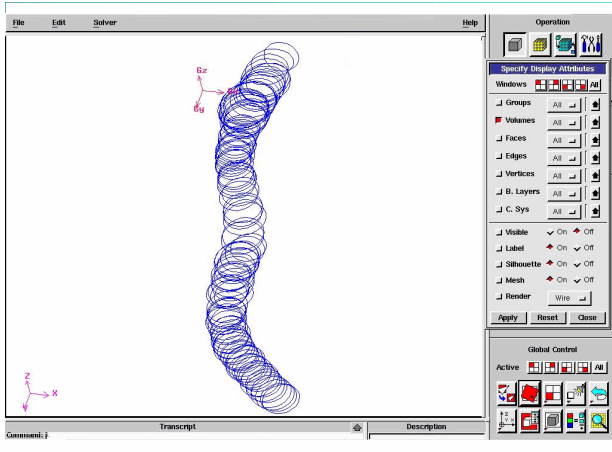 File Edit Solver Help
Operation
Specify Display Attributes
Windows All
Groups All
Volumes All
Faces All
Edges All
Vertices All
B. Layers All
C. Sys All
Visible On Off
Label On Off
Silhouette On Off
Mesh On Off
Render Wire
Apply Reset Close
Global Control
Active All
Gz
Gy
Z
X
Transcript Description
Command: j